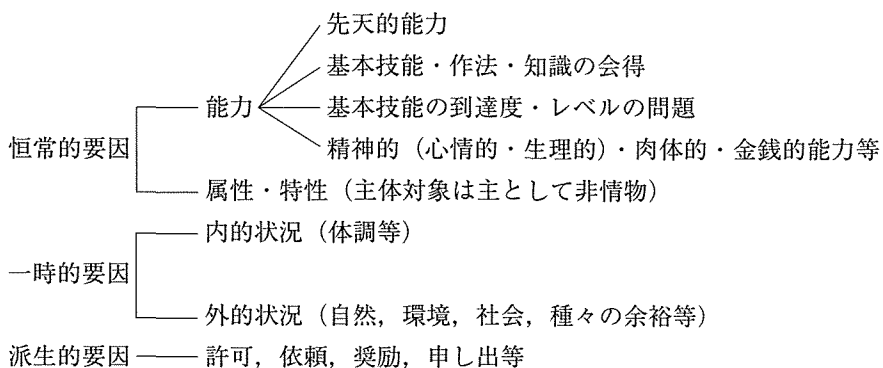 先天的能力
基本技能・作法・知識の会得
能力
基本技能の到達度・レベルの問題
恒常的要因
精神的（心情的・生理的）・肉体的・金銭的能力等
属性・特性（主体対象は主として非情物）
内的状況（体調等）
一時的要因
外的状況（自然，環境，社会，種々の余裕等）
派生的要因
許可，依頼，奨励，申し出等